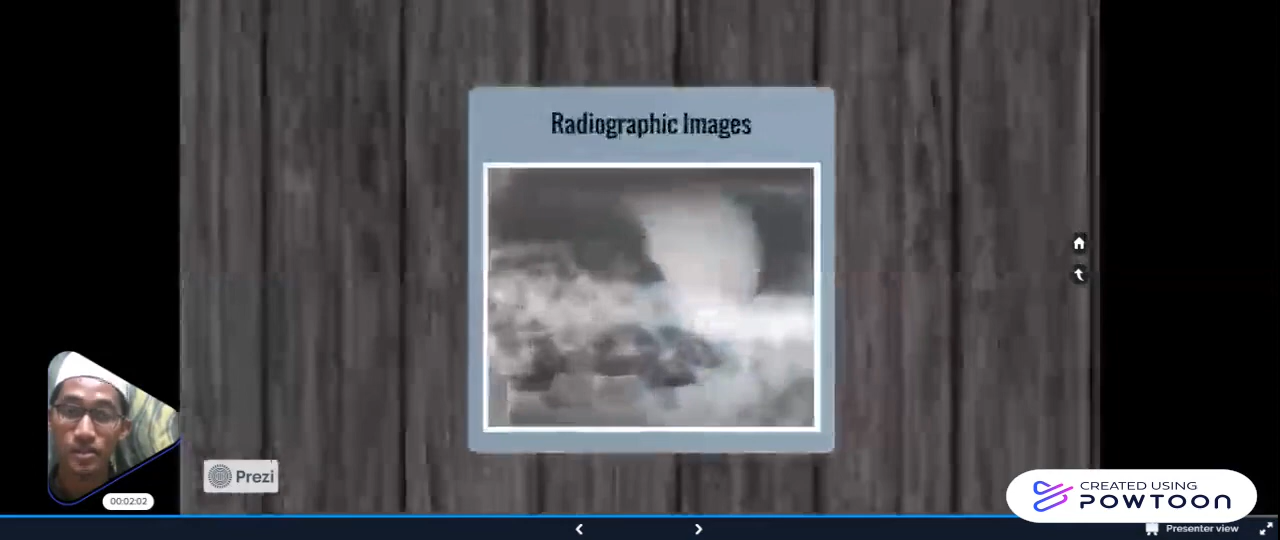 Radiographic Images
Prezi
00:02:02
CREATED USING
POWTOON
Presenter view